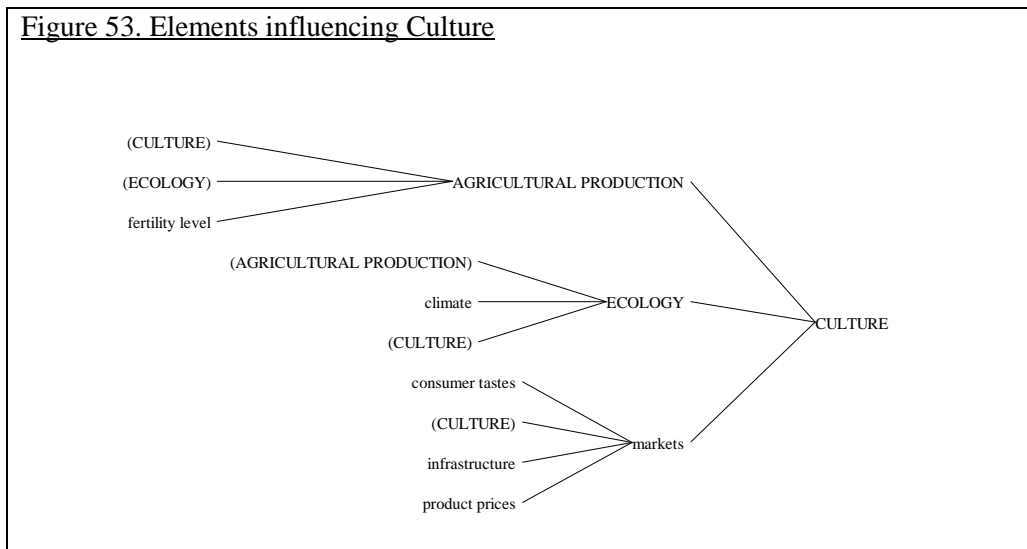 Figure 53. Elements influencing Culture
(CULTURE)
(ECOLOGY)
fertility level
AGRICULTURAL PRODUCTION
(AGRICULTURAL PRODUCTION)
climate
(CULTURE)
ECOLOGY
consumer tastes
(CULTURE)
infrastructure
product prices
markets
CULTURE